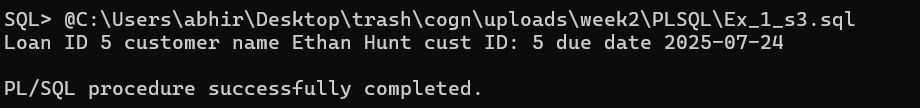 SQL> @C:\Users\abhir\Desktop\trash\cogn\uploads\week2\PLSQL\Ex_1_s3.sql
Loan ID 5 customer name Ethan Hunt cust ID: 5 due date 2025-07-24
PL/SQL procedure successfully completed.